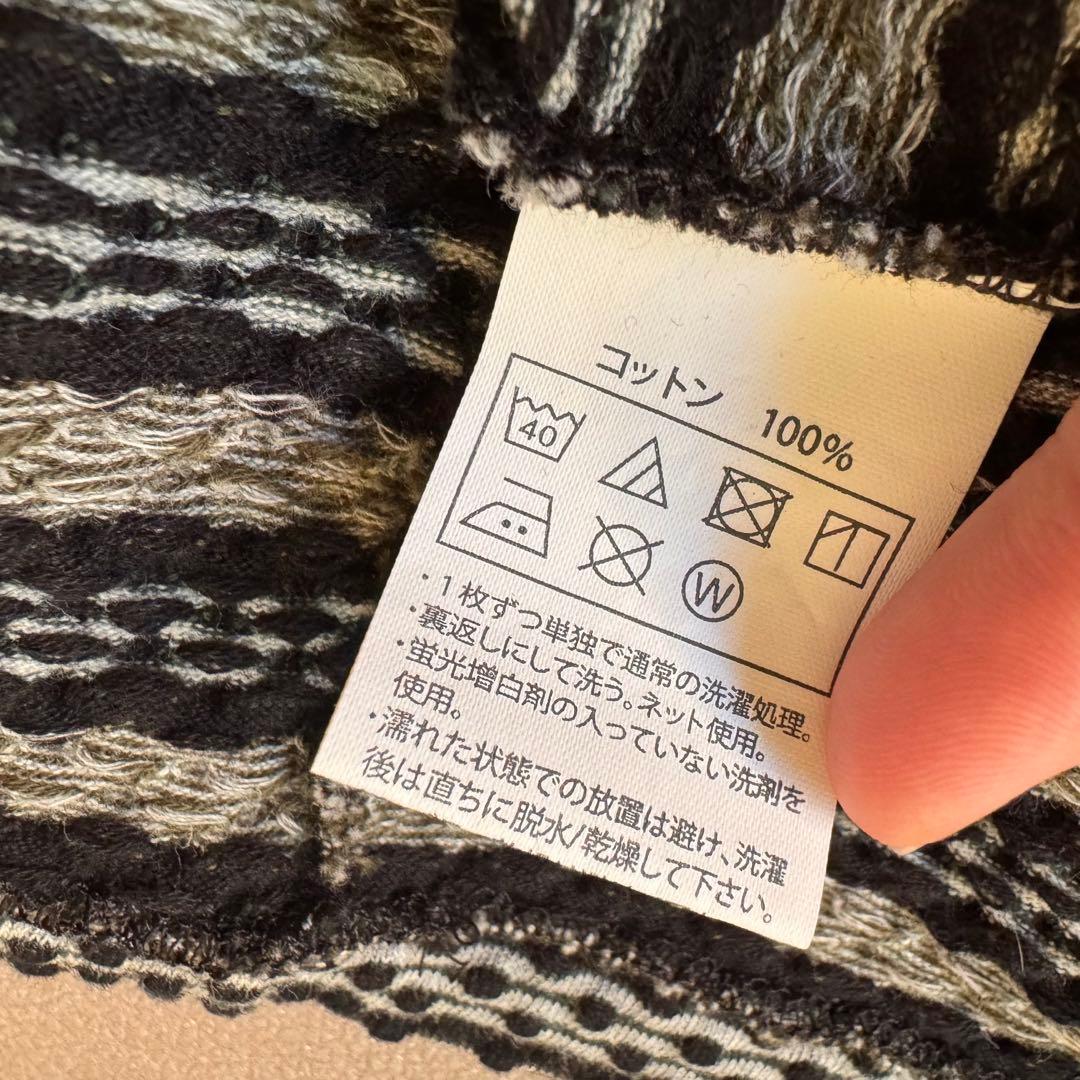 コットン 100%
40
W
・1枚ずつ単独で通常の洗濯処理。
・裏返しにして洗う。ネット使用。
・蛍光増白剤の入っていない洗剤を
使用。
・濡れた状態での放置は避け、洗濯
後は直ちに脱水/乾燥して下さい。